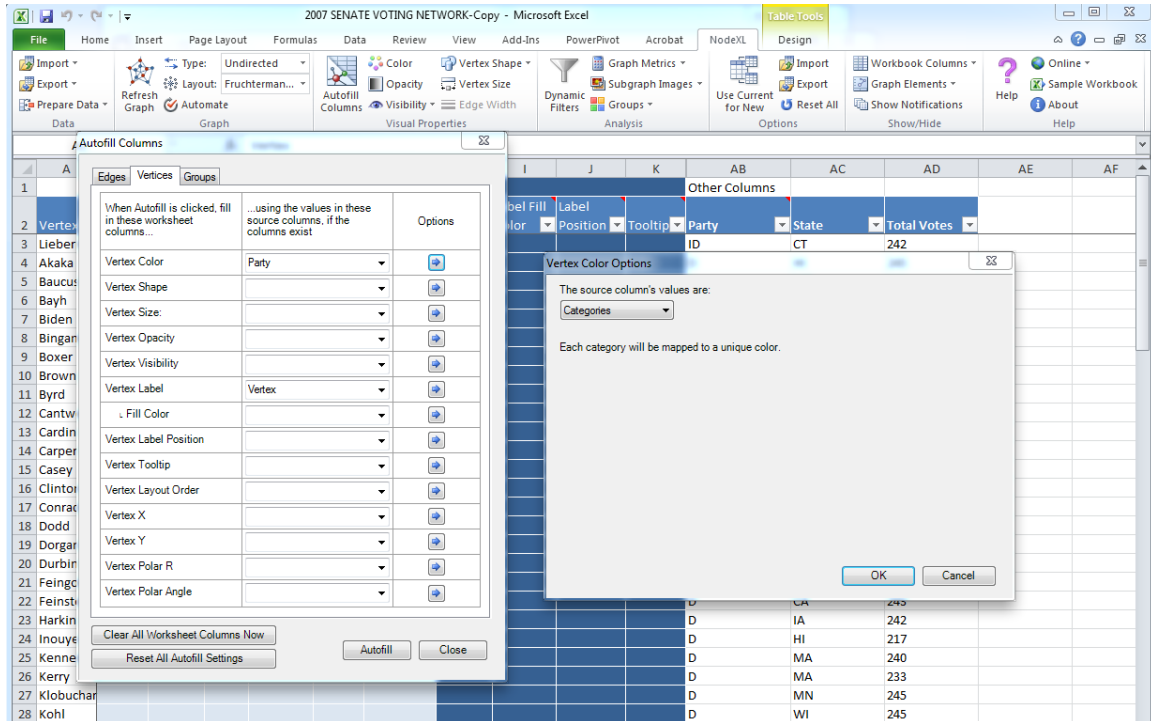 2007 SENATE VOTING NETWORK-Copy - Microsoft Excel
Table Tools
File Home Insert Page Layout Formulas Data Review View Add-Ins PowerPivot Acrobat NodeXL Design
Import
Export
Prepare Data
Data
Refresh Graph
Type: Undirected
Layout: Fruchterman...
Automate
Graph
Autofill Columns
Color
Opacity
Visibility
Vertex Shape
Vertex Size
Edge Width
Visual Properties
Dynamic Filters
Graph Metrics
Subgraph Images
Groups
Analysis
Use Current for New
Import
Export
Reset All
Options
Workbook Columns
Graph Elements
Show Notifications
Show/Hide
Help
Online
Sample Workbook
About
Help
Autofill Columns
Edges Vertices Groups
When Autofill is clicked, fill in these worksheet columns...
...using the values in these source columns, if the columns exist
Options
Vertex Color Party
Vertex Shape
Vertex Size:
Vertex Opacity
Vertex Visibility
Vertex Label Vertex
Fill Color
Vertex Label Position
Vertex Tooltip
Vertex Layout Order
Vertex X
Vertex Y
Vertex Polar R
Vertex Polar Angle
Clear All Worksheet Columns Now
Reset All Autofill Settings
Autofill Close
Vertex Color Options
The source column's values are:
Categories
Each category will be mapped to a unique color.
OK Cancel
A I J K AB AC AD AE AF
1 Other Columns
bel Fill Label
2 Vertex lor Position Tooltip Party State Total Votes
3 Lieber ID CT 242
4 Akaka
5 Baucus
6 Bayh
7 Biden
8 Bingan
9 Boxer
10 Brown
11 Byrd
12 Cantw
13 Cardin
14 Carper
15 Casey
16 Clinton
17 Conrad
18 Dodd
19 Dorgan
20 Durbin
21 Feingo
22 Feinst D CA 243
23 Harkin D IA 242
24 Inouye D HI 217
25 Kenne D MA 240
26 Kerry D MA 233
27 Klobuchar D MN 245
28 Kohl D WI 245